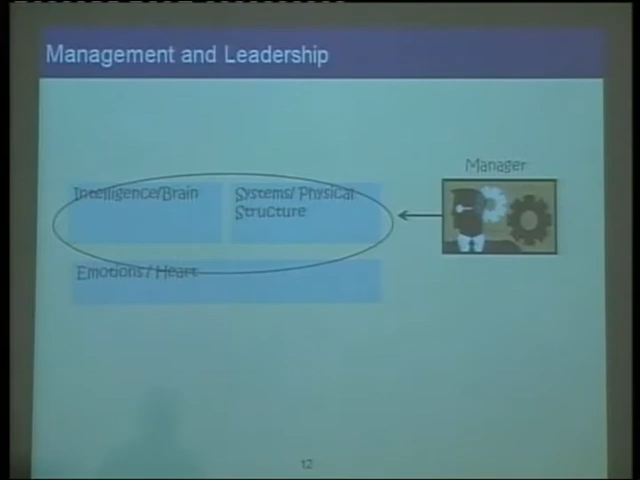 Management and Leadership
Manager
Intelligence/Brain
Systems/ Physical
Structure
Emotions / Heart
12